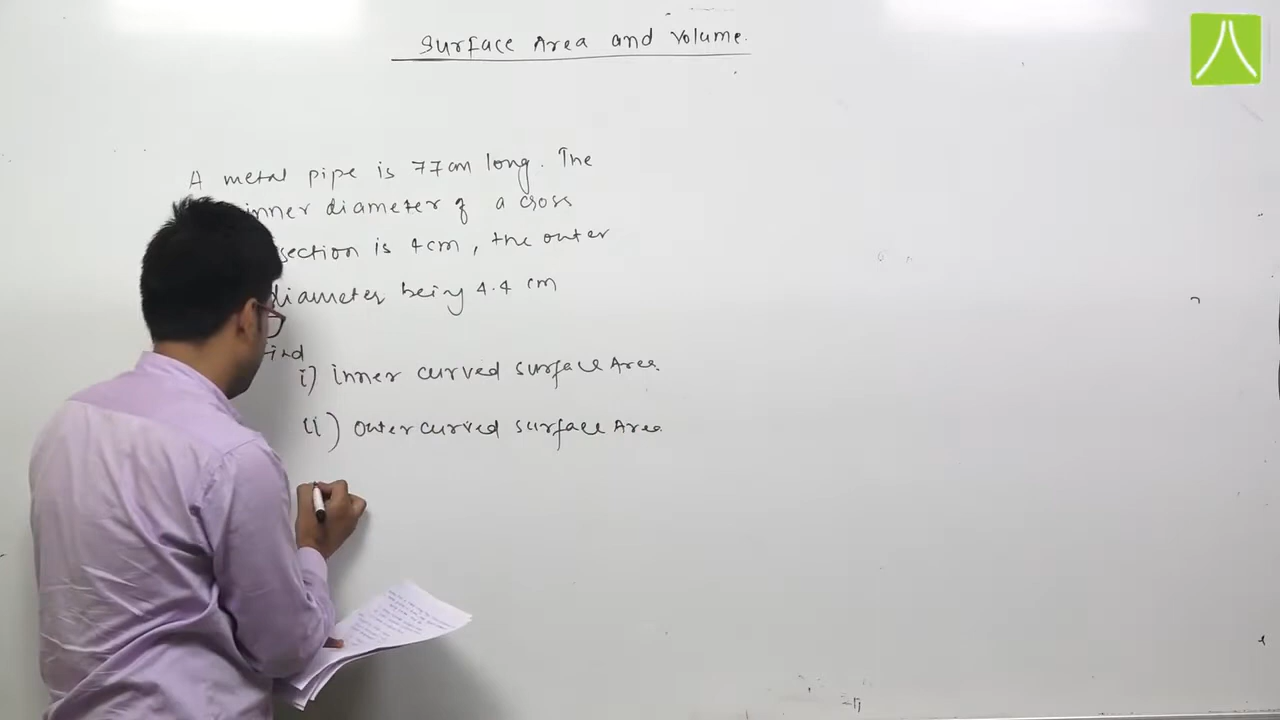 Surface Area and Volume.
A metal pipe is 77cm long. The
inner diameter of a cross
section is 4cm, the outer
diameter being 4.4 cm
find
i) inner curved surface Area.
ii) outer curved surface Area.